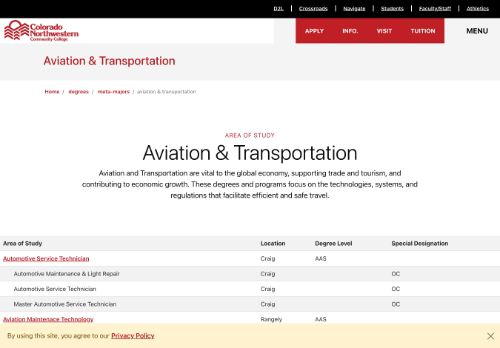 D2L | Crossroads | Navigate | Students | Faculty/Staff | Athletics
Colorado
Northwestern
Community College
APPLY INFO. VISIT TUITION MENU
Aviation & Transportation
Home / degrees / meta-majors / aviation & transportation
AREA OF STUDY
Aviation & Transportation
Aviation and Transportation are vital to the global economy, supporting trade and tourism, and
contributing to economic growth. These degrees and programs focus on the technologies, systems, and
regulations that facilitate efficient and safe travel.
Area of Study Location Degree Level Special Designation
Automotive Service Technician Craig AAS
Automotive Maintenance & Light Repair Craig OC
Automotive Service Technician Craig OC
Master Automotive Service Technician Craig OC
Aviation Maintenace Technology Rangely AAS
By using this site, you agree to our Privacy Policy